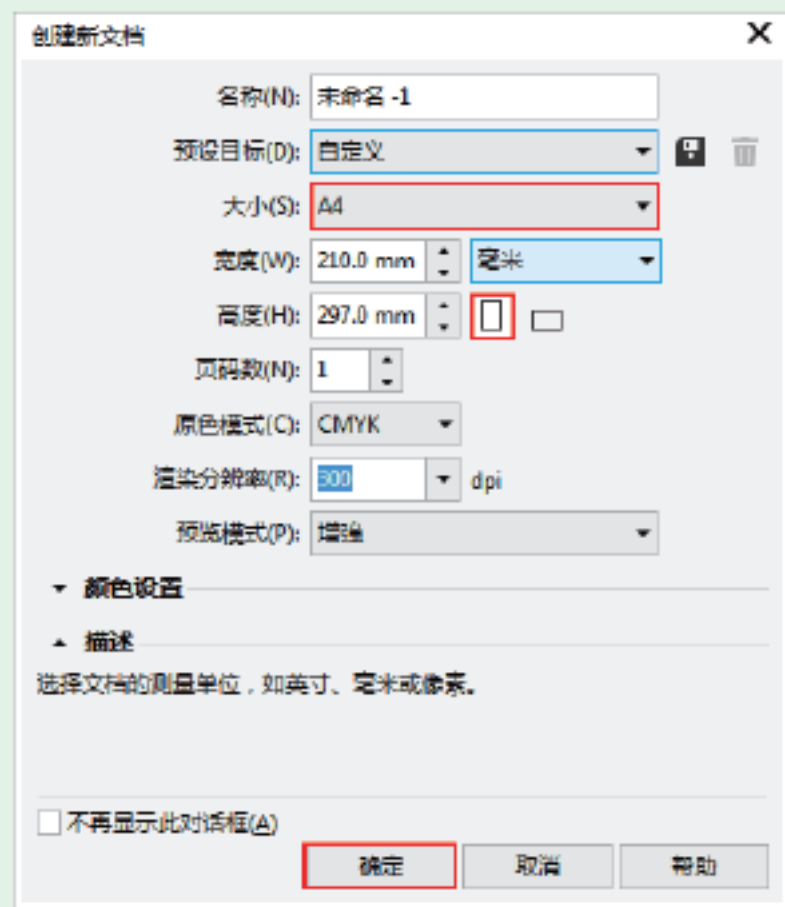 创建新文档
名称(N): 未命名 -1
预设目标(D): 自定义
大小(S): A4
宽度(W): 210.0 mm 毫米
高度(H): 297.0 mm
页码数(N): 1
原色模式(C): CMYK
渲染分辨率(R): 300 dpi
预览模式(P): 增强
颜色设置
描述
选择文档的测量单位，如英寸、毫米或像素。
不再显示此对话框(A)
确定 取消 帮助